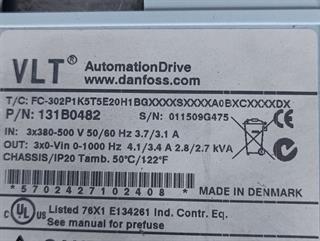 VLT® AutomationDrive
www.danfoss.com
T/C: FC-302P1K5T5E20H1BGXXXXSXXXXA0BXCXXXXDX
P/N: 131B0482 S/N: 011509G475
IN: 3x380-500 V 50/60 Hz 3.7/3.1 A
OUT: 3x0-Vin 0-1000 Hz 4.1/3.4 A 2.8/2.7 kVA
CHASSIS/IP20 Tamb. 50°C/122°F
*5702427102408* MADE IN DENMARK
c UL us Listed 76X1 E134261 Ind. Contr. Eq.
See manual for